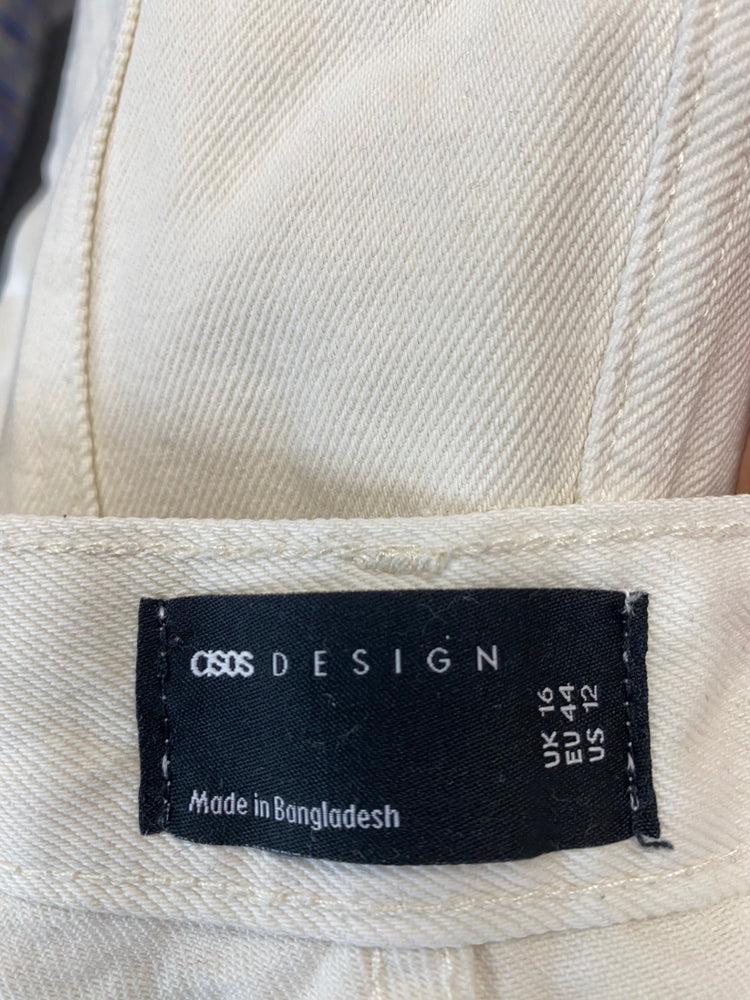 asos DESIGN
UK 16
EU 44
US 12
Made in Bangladesh